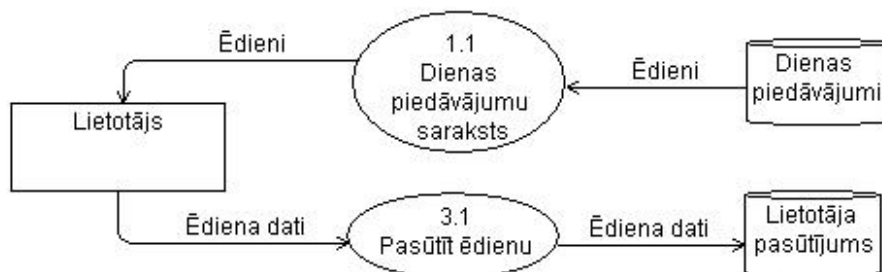 Ēdieni
1.1
Dienas
piedāvājumu
saraksts
Ēdieni
Dienas
piedāvājumi
Lietotājs
Ēdiena dati
3.1
Pasūtīt ēdienu
Ēdiena dati
Lietotāja
pasūtījums